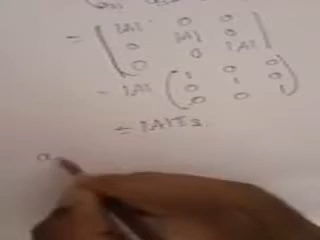 = [ |A| 0 0
0 |A| 0
0 0 |A| ]
= |A| ( 1 0 0
0 1 0
0 0 1 )
= |A| I3.